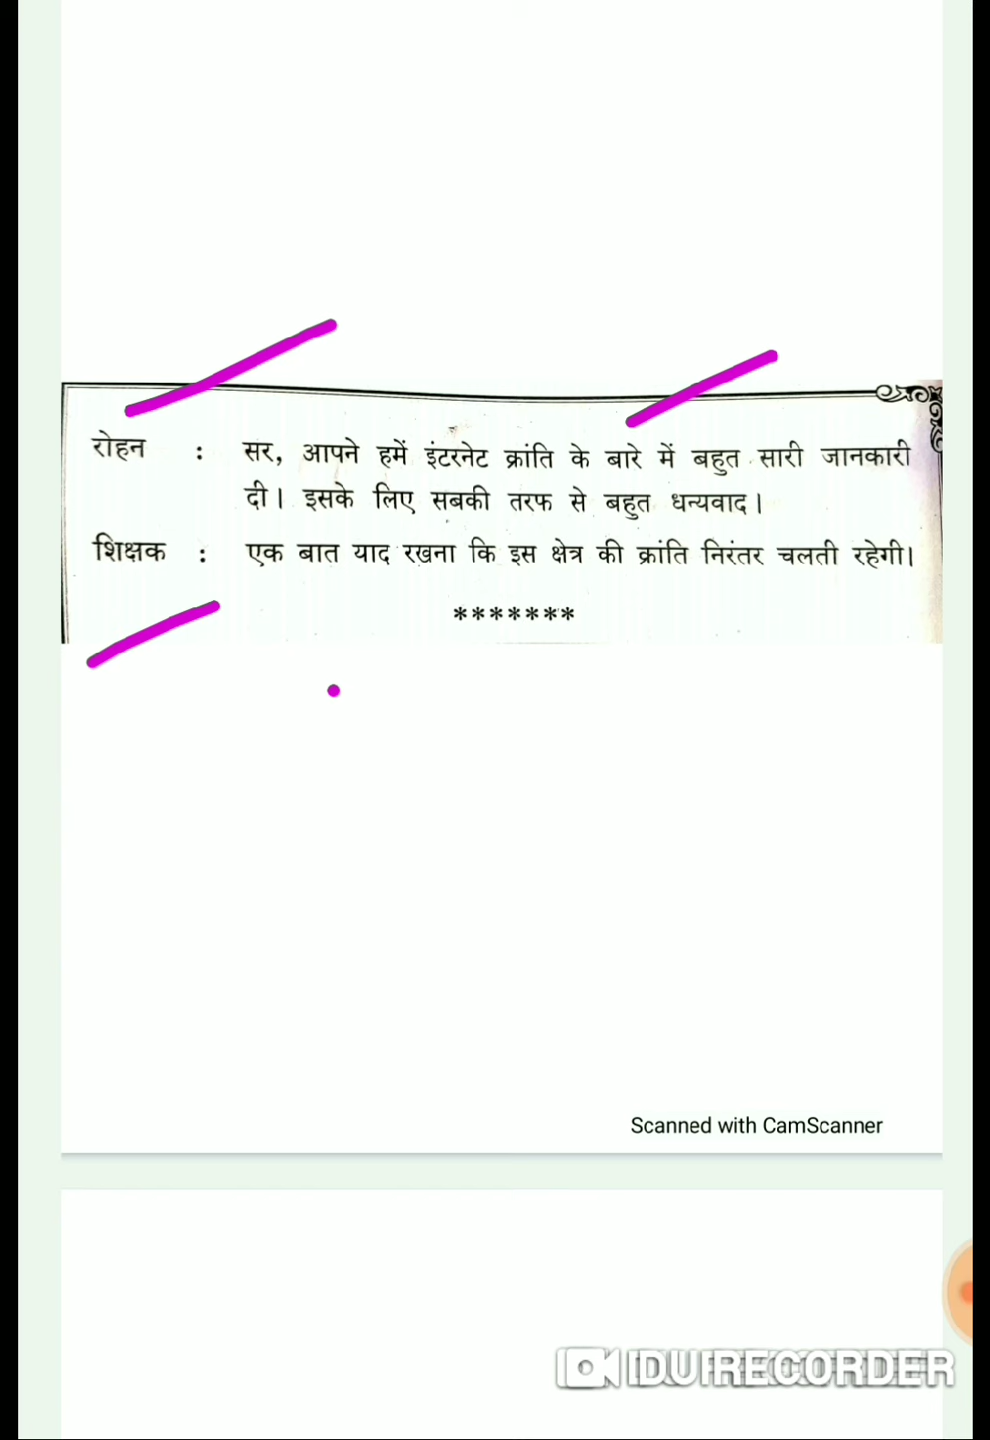 रोहन : सर, आपने हमें इंटरनेट क्रांति के बारे में बहुत सारी जानकारी
दी। इसके लिए सबकी तरफ से बहुत धन्यवाद।
शिक्षक : एक बात याद रखना कि इस क्षेत्र की क्रांति निरंतर चलती रहेगी।
*******
Scanned with CamScanner
DU RECORDER